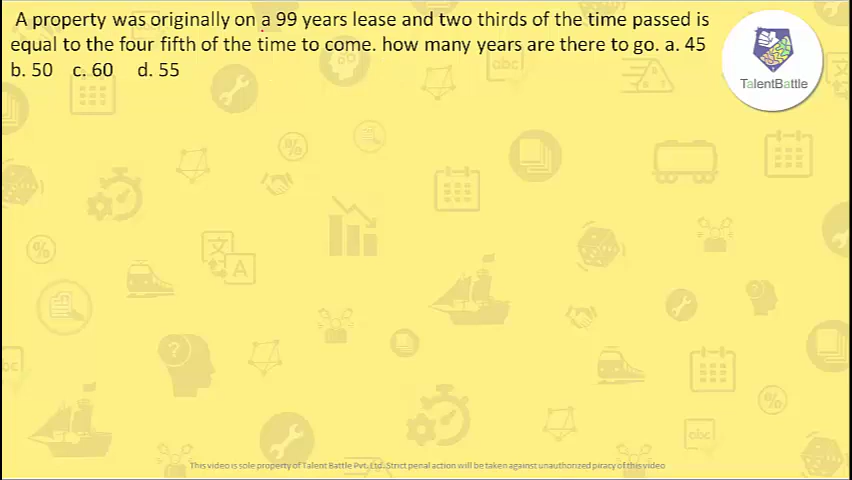 A property was originally on a 99 years lease and two thirds of the time passed is
equal to the four fifth of the time to come. how many years are there to go. a. 45
b. 50 c. 60 d. 55
TalentBattle
This video is sole property of Talent Battle Pvt. Ltd. Strict penal action will be taken against unauthorized piracy of this video